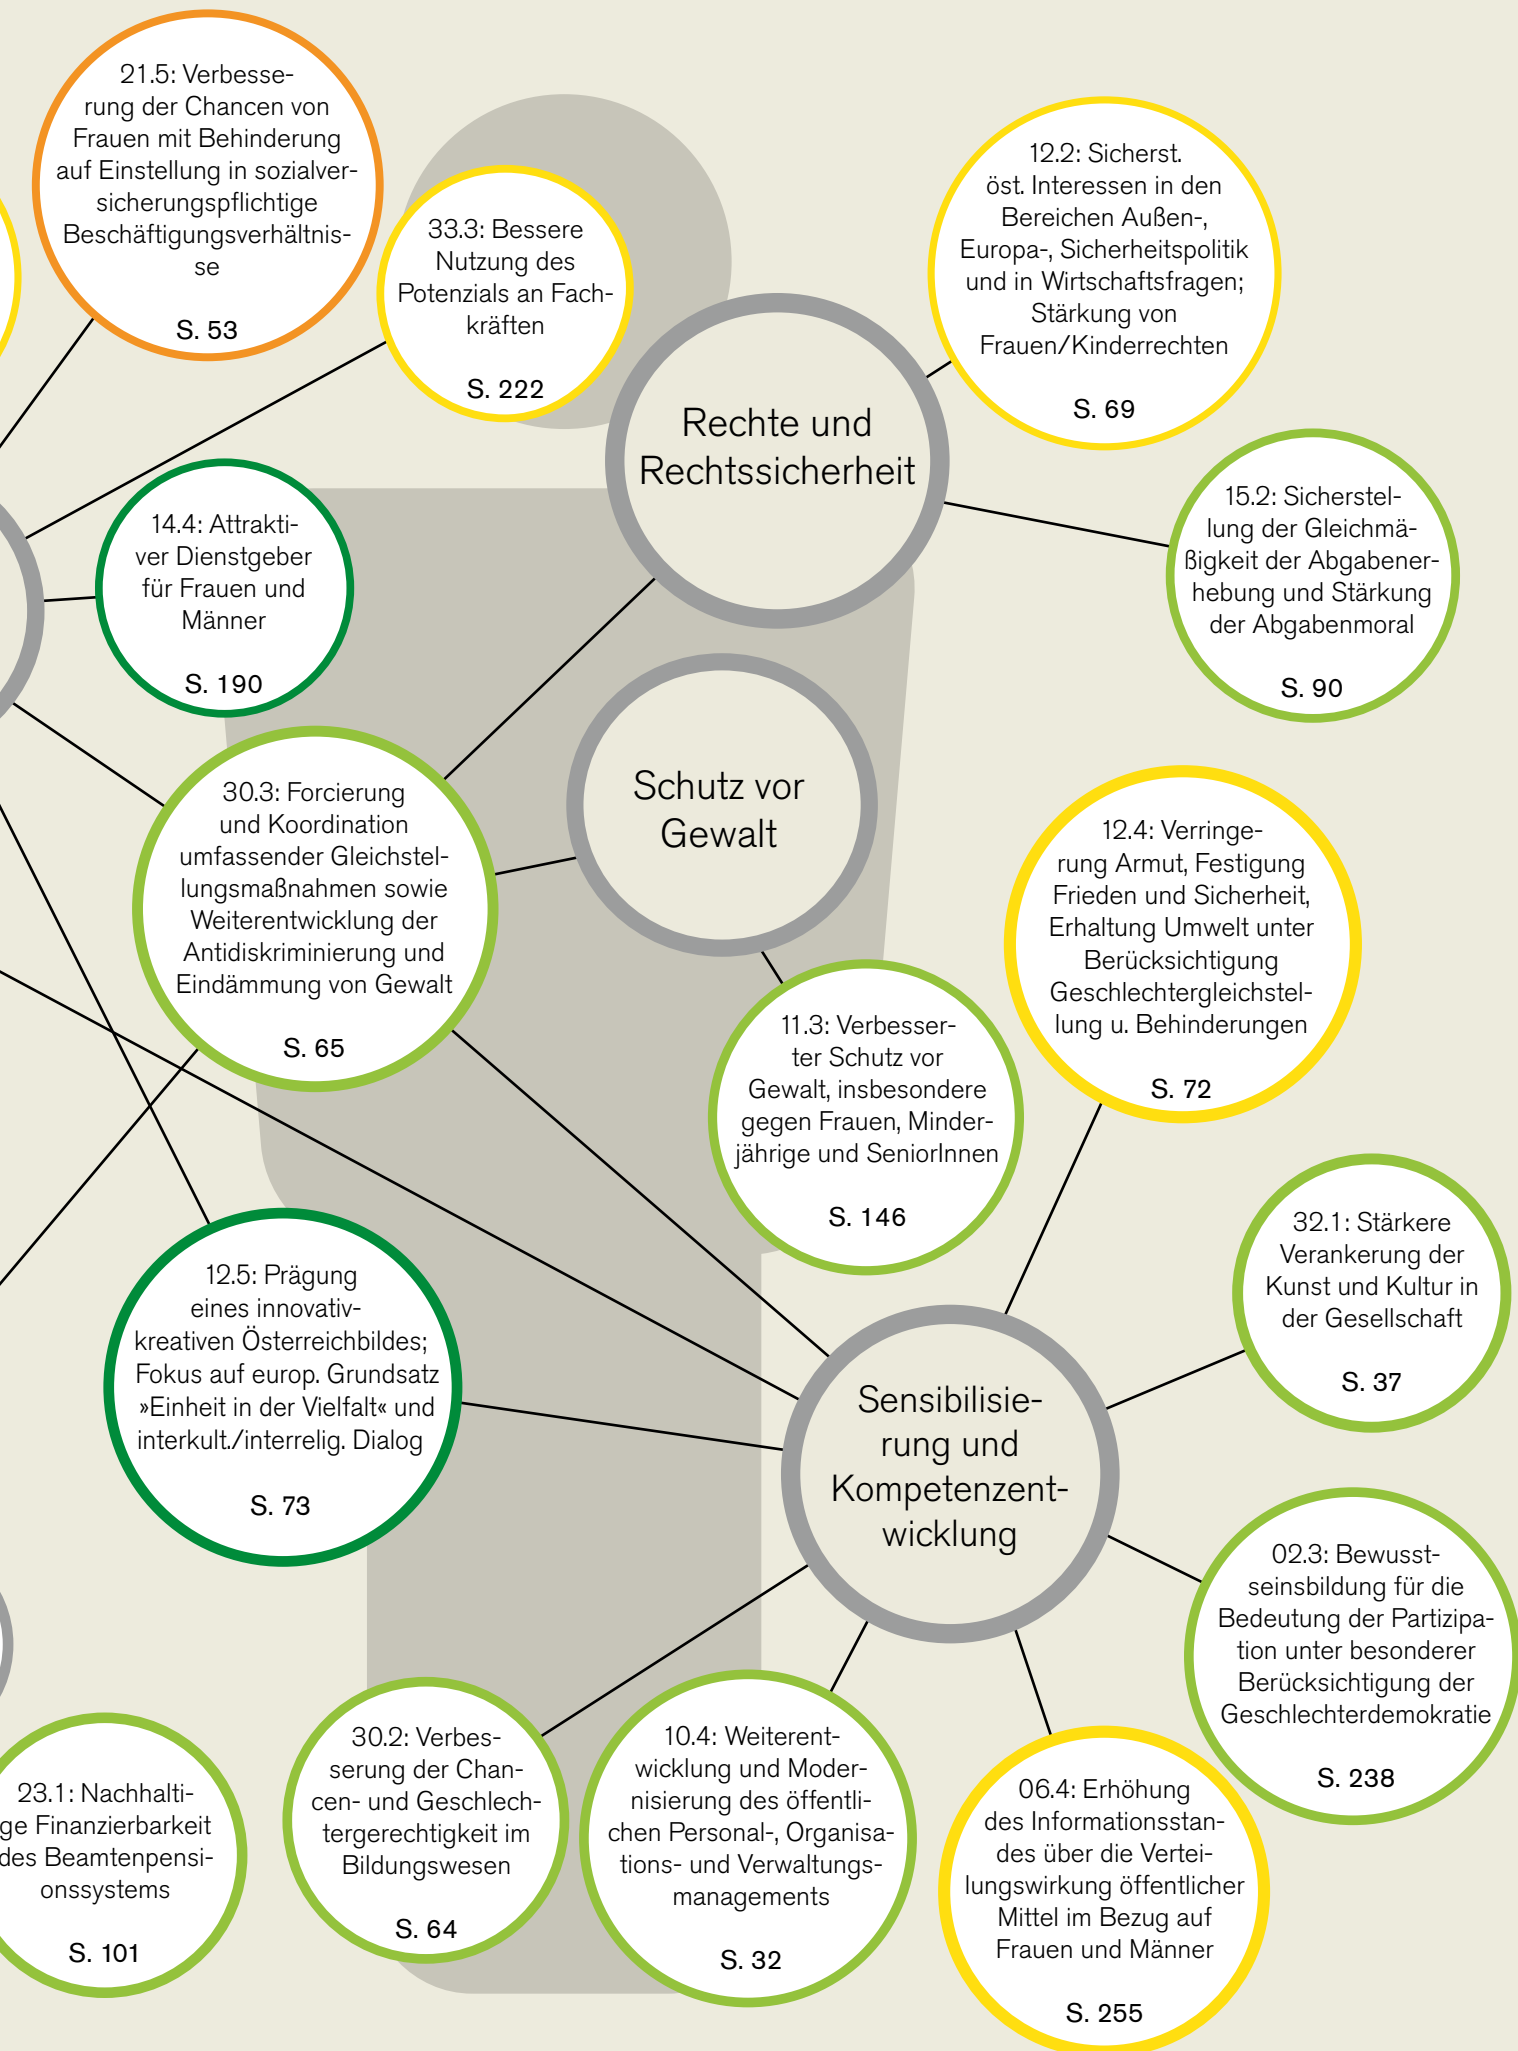 21.5: Verbesse-
rung der Chancen von
Frauen mit Behinderung
auf Einstellung in sozialver-
sicherungspflichtige
Beschäftigungsverhältnis-
se
S. 53
33.3: Bessere
Nutzung des
Potenzials an Fach-
kräften
S. 222
12.2: Sicherst.
öst. Interessen in den
Bereichen Außen-,
Europa-, Sicherheitspolitik
und in Wirtschaftsfragen;
Stärkung von
Frauen/Kinderrechten
S. 69
Rechte und
Rechtssicherheit
14.4: Attrakti-
ver Dienstgeber
für Frauen und
Männer
S. 190
15.2: Sicherstel-
lung der Gleichmä-
ßigkeit der Abgabener-
hebung und Stärkung
der Abgabenmoral
S. 90
30.3: Forcierung
und Koordination
umfassender Gleichstel-
lungsmaßnahmen sowie
Weiterentwicklung der
Antidiskriminierung und
Eindämmung von Gewalt
S. 65
Schutz vor
Gewalt
12.4: Verringe-
rung Armut, Festigung
Frieden und Sicherheit,
Erhaltung Umwelt unter
Berücksichtigung
Geschlechtergleichstel-
lung u. Behinderungen
S. 72
11.3: Verbesser-
ter Schutz vor
Gewalt, insbesondere
gegen Frauen, Minder-
jährige und SeniorInnen
S. 146
32.1: Stärkere
Verankerung der
Kunst und Kultur in
der Gesellschaft
S. 37
12.5: Prägung
eines innovativ-
kreativen Österreichbildes;
Fokus auf europ. Grundsatz
»Einheit in der Vielfalt« und
interkult./interrelig. Dialog
S. 73
Sensibilisie-
rung und
Kompetenzent-
wicklung
02.3: Bewusst-
seinsbildung für die
Bedeutung der Partizipa-
tion unter besonderer
Berücksichtigung der
Geschlechterdemokratie
S. 238
23.1: Nachhalti-
ge Finanzierbarkeit
des Beamtenpensi-
onssystems
S. 101
30.2: Verbes-
serung der Chan-
cen- und Geschlech-
tergerechtigkeit im
Bildungswesen
S. 64
10.4: Weiterent-
wicklung und Moder-
nisierung des öffentli-
chen Personal-, Organisa-
tions- und Verwaltungs-
managements
S. 32
06.4: Erhöhung
des Informationsstan-
des über die Vertei-
lungswirkung öffentlicher
Mittel im Bezug auf
Frauen und Männer
S. 255